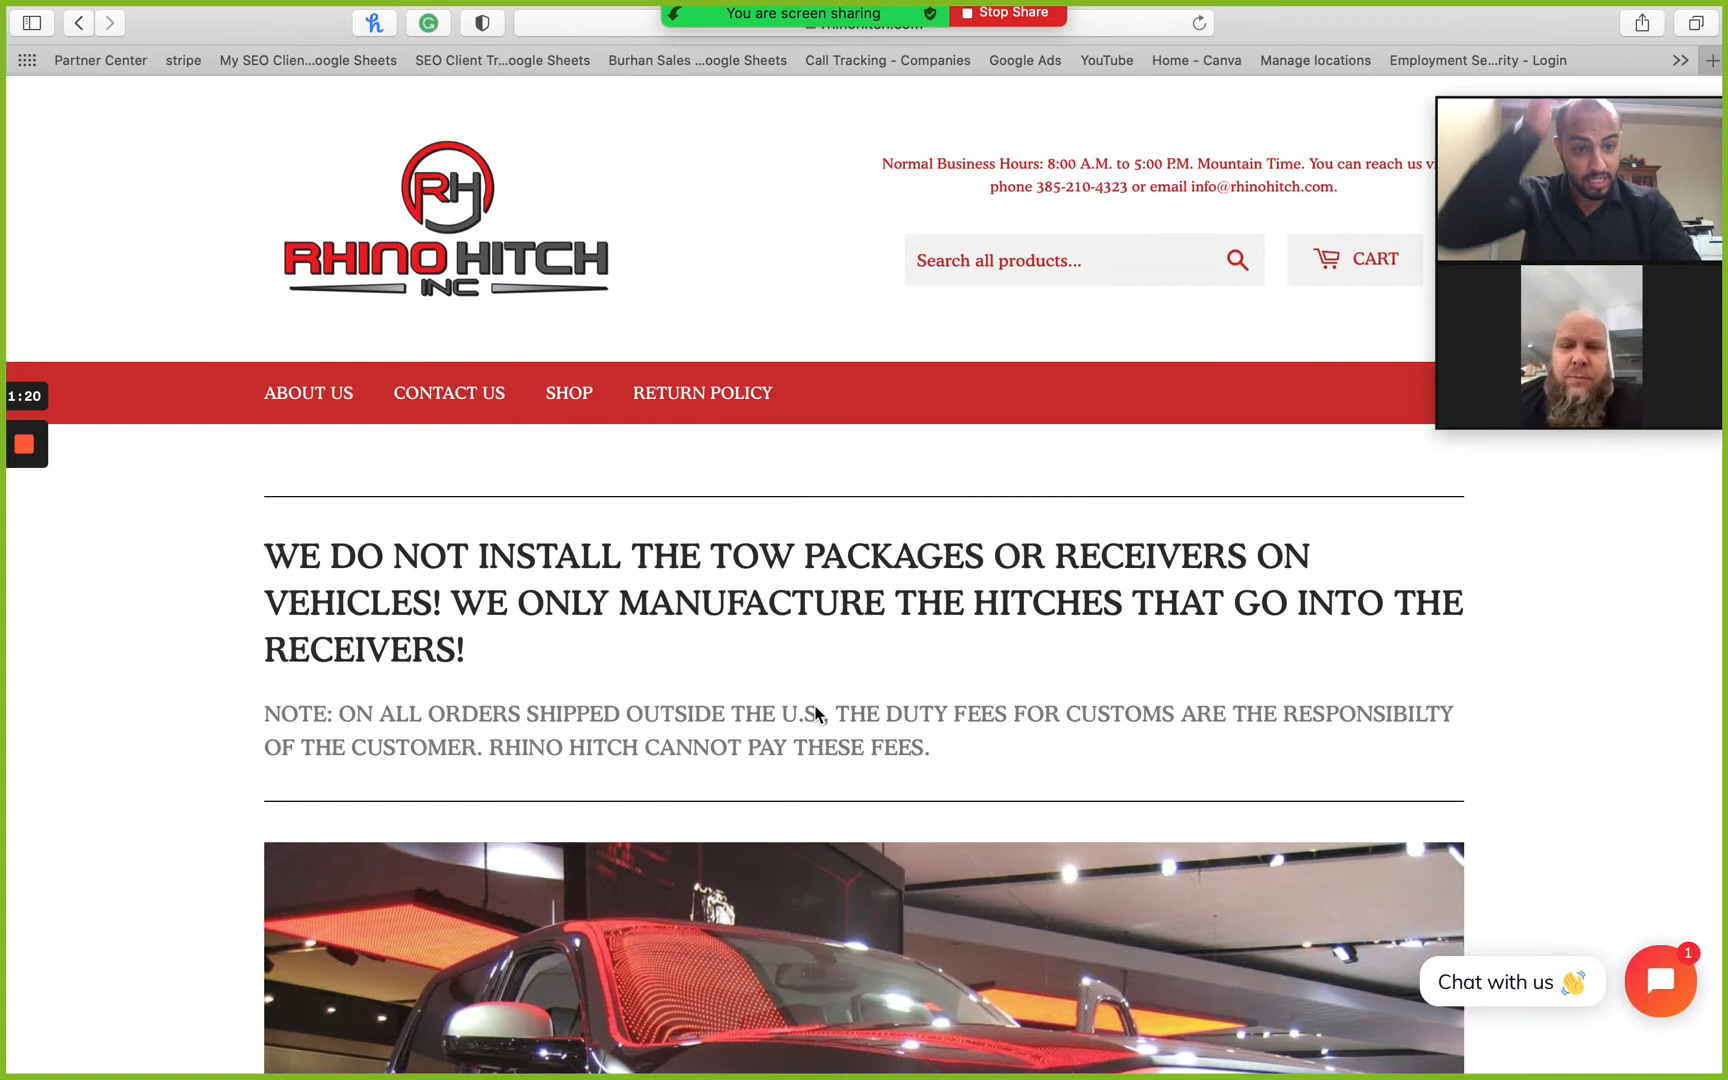 You are screen sharing
Stop Share
Partner Center
stripe
My SEO Clien...oogle Sheets
SEO Client Tr...oogle Sheets
Burhan Sales ...oogle Sheets
Call Tracking - Companies
Google Ads
YouTube
Home - Canva
Manage locations
Employment Se...rity - Login
>>
RH
RHINO HITCH
INC
Normal Business Hours: 8:00 A.M. to 5:00 P.M. Mountain Time. You can reach us
phone 385-210-4323 or email info@rhinohitch.com.
Search all products...
CART
1:20
ABOUT US
CONTACT US
SHOP
RETURN POLICY
WE DO NOT INSTALL THE TOW PACKAGES OR RECEIVERS ON
VEHICLES! WE ONLY MANUFACTURE THE HITCHES THAT GO INTO THE
RECEIVERS!
NOTE: ON ALL ORDERS SHIPPED OUTSIDE THE U.S., THE DUTY FEES FOR CUSTOMS ARE THE RESPONSIBILTY
OF THE CUSTOMER. RHINO HITCH CANNOT PAY THESE FEES.
Chat with us 👋
1